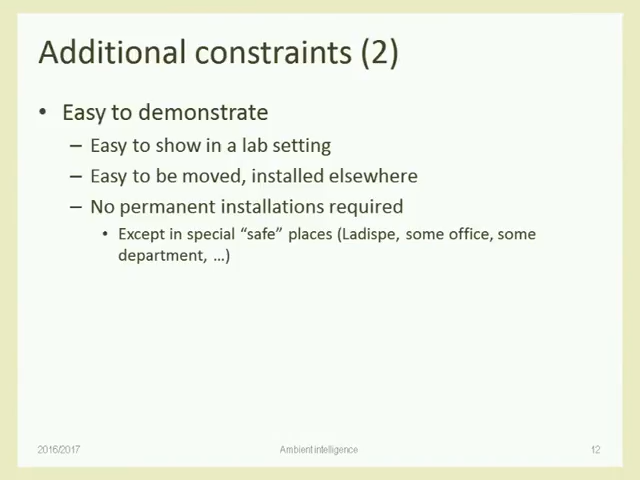 Additional constraints (2)
• Easy to demonstrate
– Easy to show in a lab setting
– Easy to be moved, installed elsewhere
– No permanent installations required
• Except in special “safe” places (Ladispe, some office, some
department, …)
2016/2017
Ambient intelligence
12